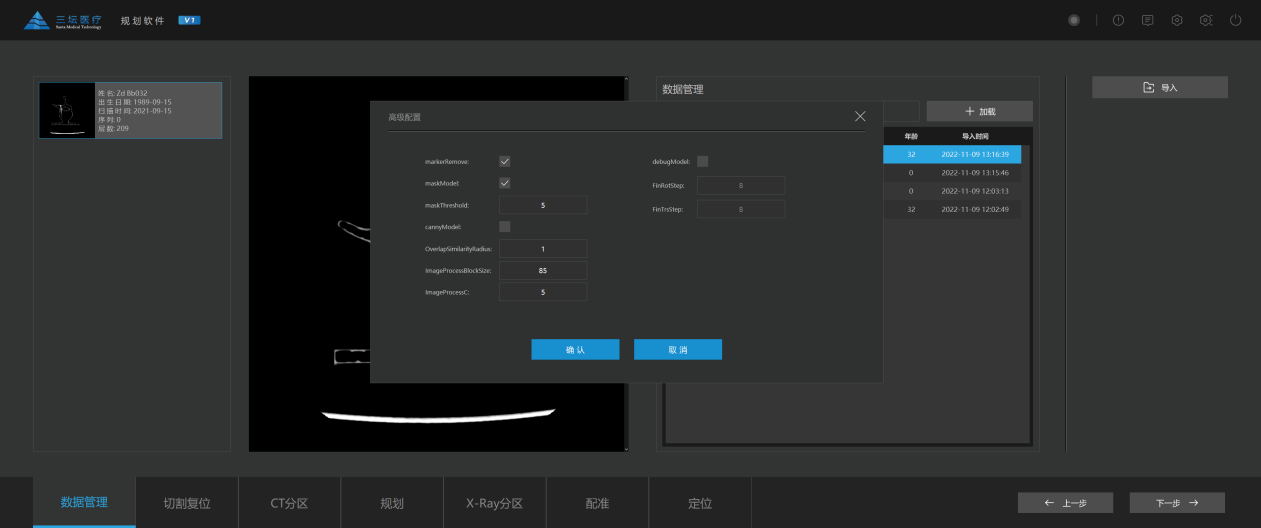 三坛医疗
Santa Medical Technology
规划软件
V1
姓 名: Zd Bb032
出 生 日 期: 1989-09-15
扫 描 时 间: 2021-09-15
序 列: 0
层 数: 209
数据管理
+ 加载
导入
年龄 导入时间
32 2022-11-09 13:16:39
0 2022-11-09 13:15:46
0 2022-11-09 12:03:13
32 2022-11-09 12:02:49
高级配置
markerRemove:
maskModel:
maskThreshold: 5
cannyModel:
OverlapSimilarityRadius: 1
ImageProcessBlockSize: 85
ImageProcessC: 5
debugModel:
FinRotStep: 8
FinTrsStep: 8
确 认
取 消
数据管理
切割复位
CT分区
规划
X-Ray分区
配准
定位
← 上一步
下一步 →